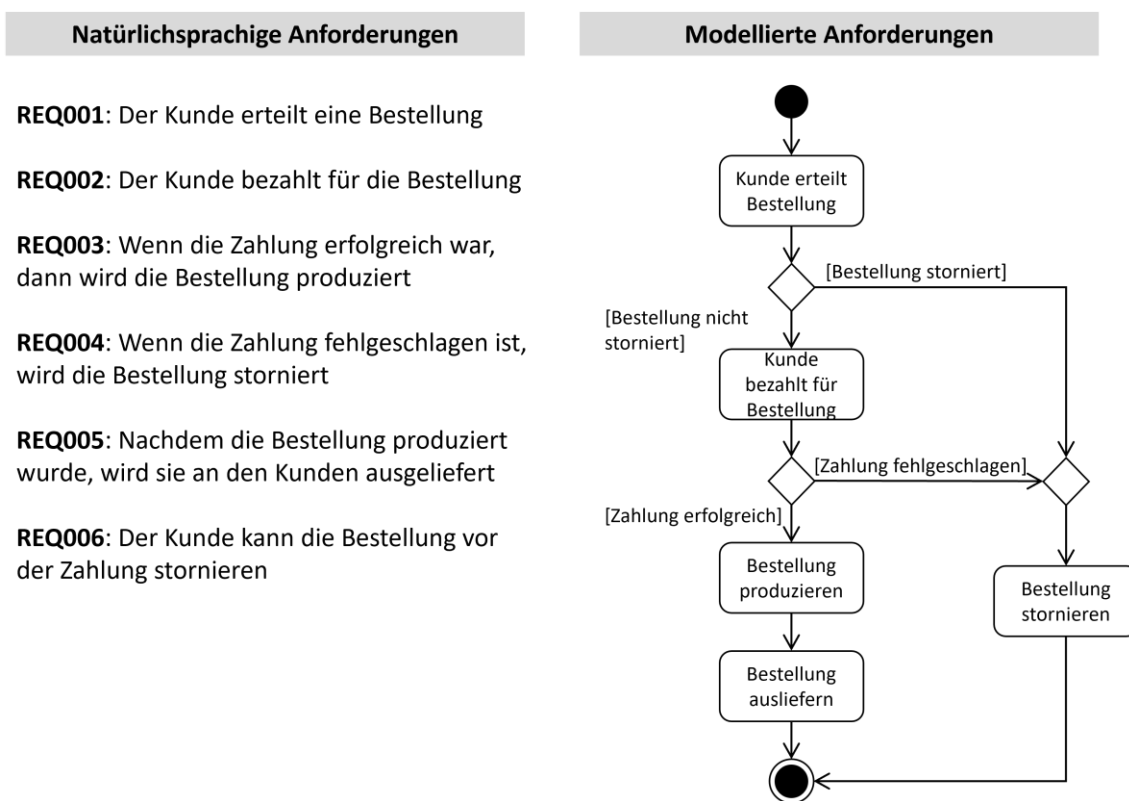 Natürlichsprachige Anforderungen
REQ001: Der Kunde erteilt eine Bestellung
REQ002: Der Kunde bezahlt für die Bestellung
REQ003: Wenn die Zahlung erfolgreich war,
dann wird die Bestellung produziert
REQ004: Wenn die Zahlung fehlgeschlagen ist,
wird die Bestellung storniert
REQ005: Nachdem die Bestellung produziert
wurde, wird sie an den Kunden ausgeliefert
REQ006: Der Kunde kann die Bestellung vor
der Zahlung stornieren
Modellierte Anforderungen
Kunde erteilt
Bestellung
[Bestellung storniert]
[Bestellung nicht
storniert]
Kunde
bezahlt für
Bestellung
[Zahlung fehlgeschlagen]
[Zahlung erfolgreich]
Bestellung
produzieren
Bestellung
stornieren
Bestellung
ausliefern